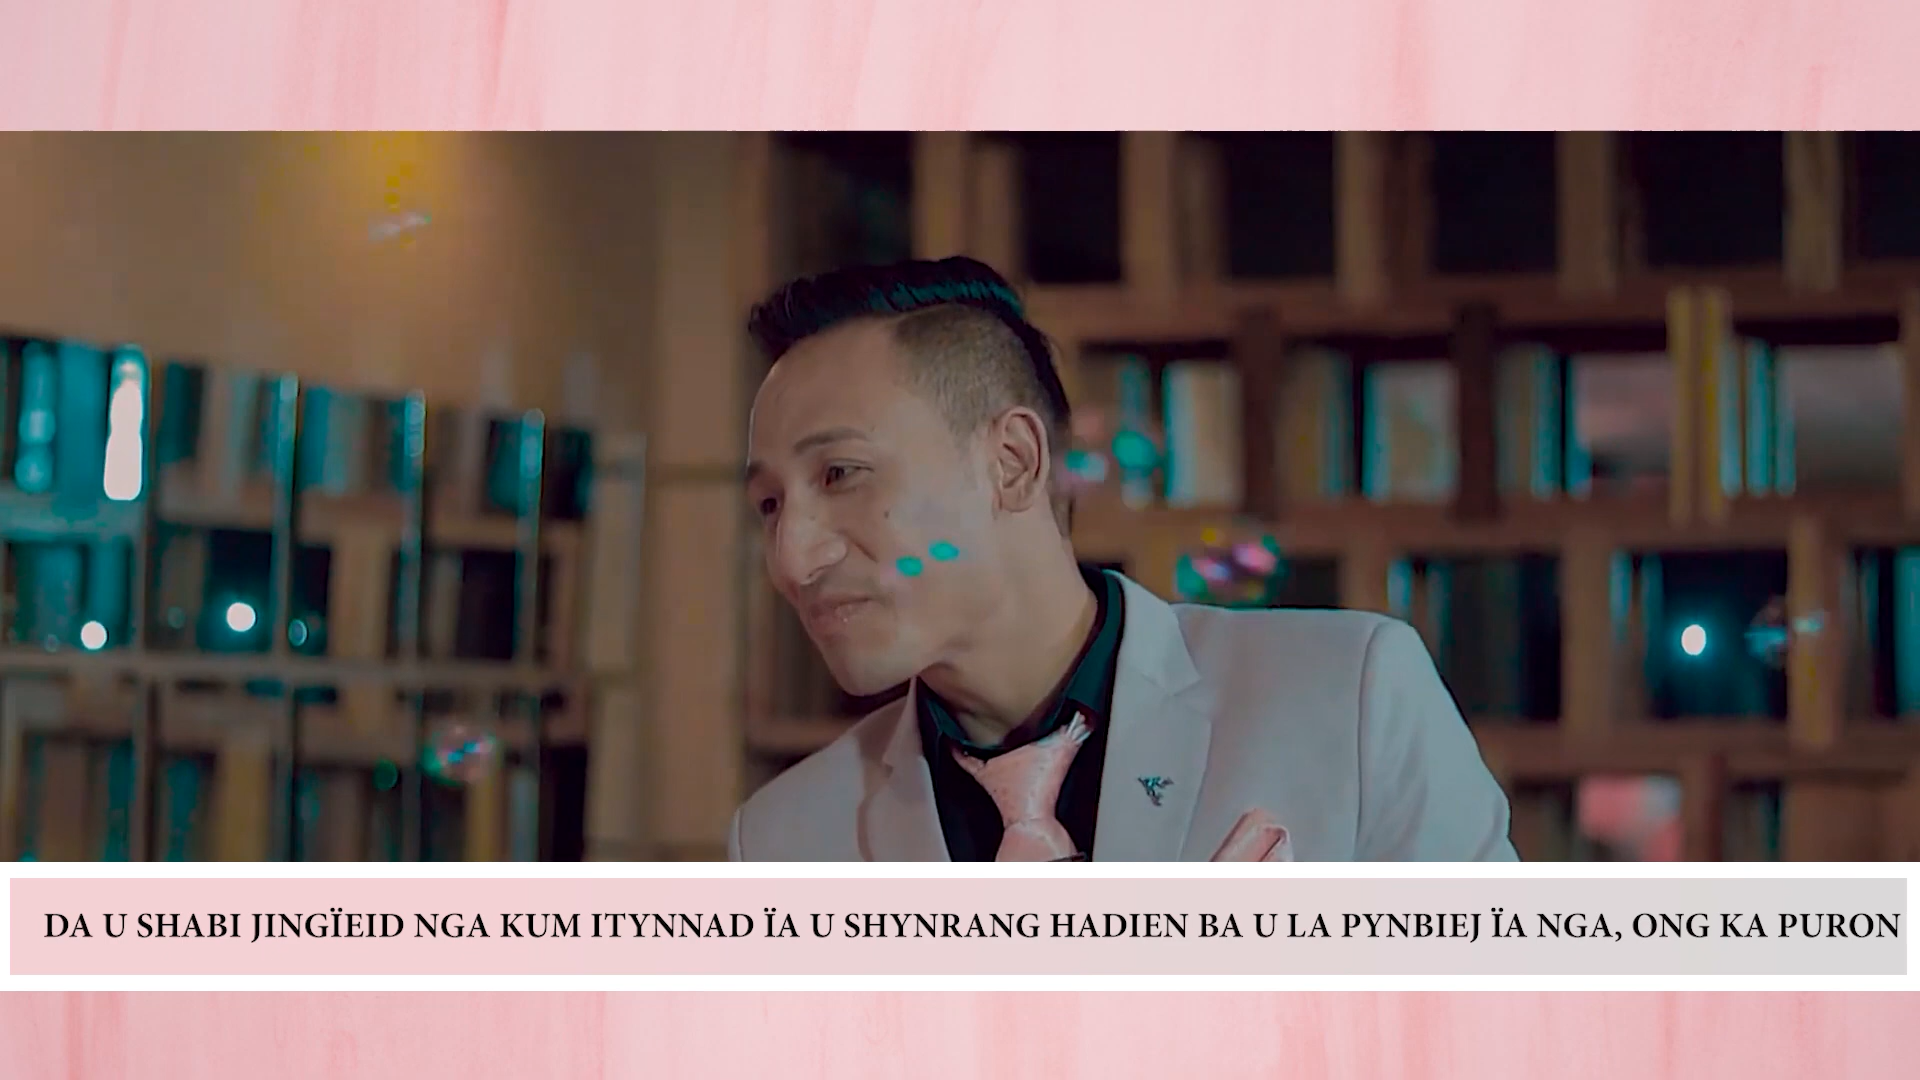 DA U SHABI JINGÏEID NGA KUM ITYNNAD ÏA U SHYNRANG HADIEN BA U LA PYNBIEJ ÏA NGA, ONG KA PURON